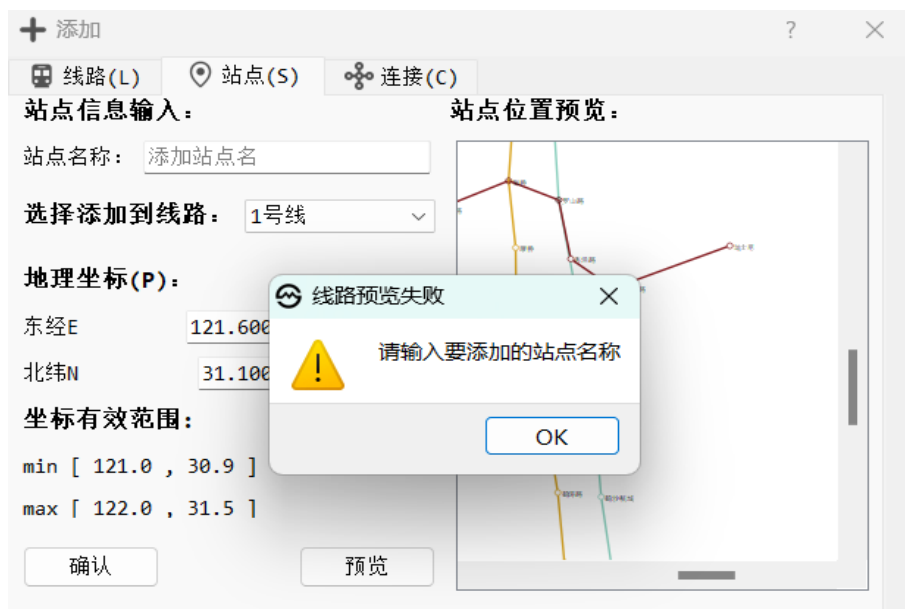 添加
?
线路(L)
站点(S)
连接(C)
站点信息输入：
站点位置预览：
站点名称：
添加站点名
选择添加到线路：
1号线
地理坐标(P)：
线路预览失败
东经E
121.600
请输入要添加的站点名称
北纬N
31.100
坐标有效范围：
OK
min [ 121.0 , 30.9 ]
max [ 122.0 , 31.5 ]
确认
预览